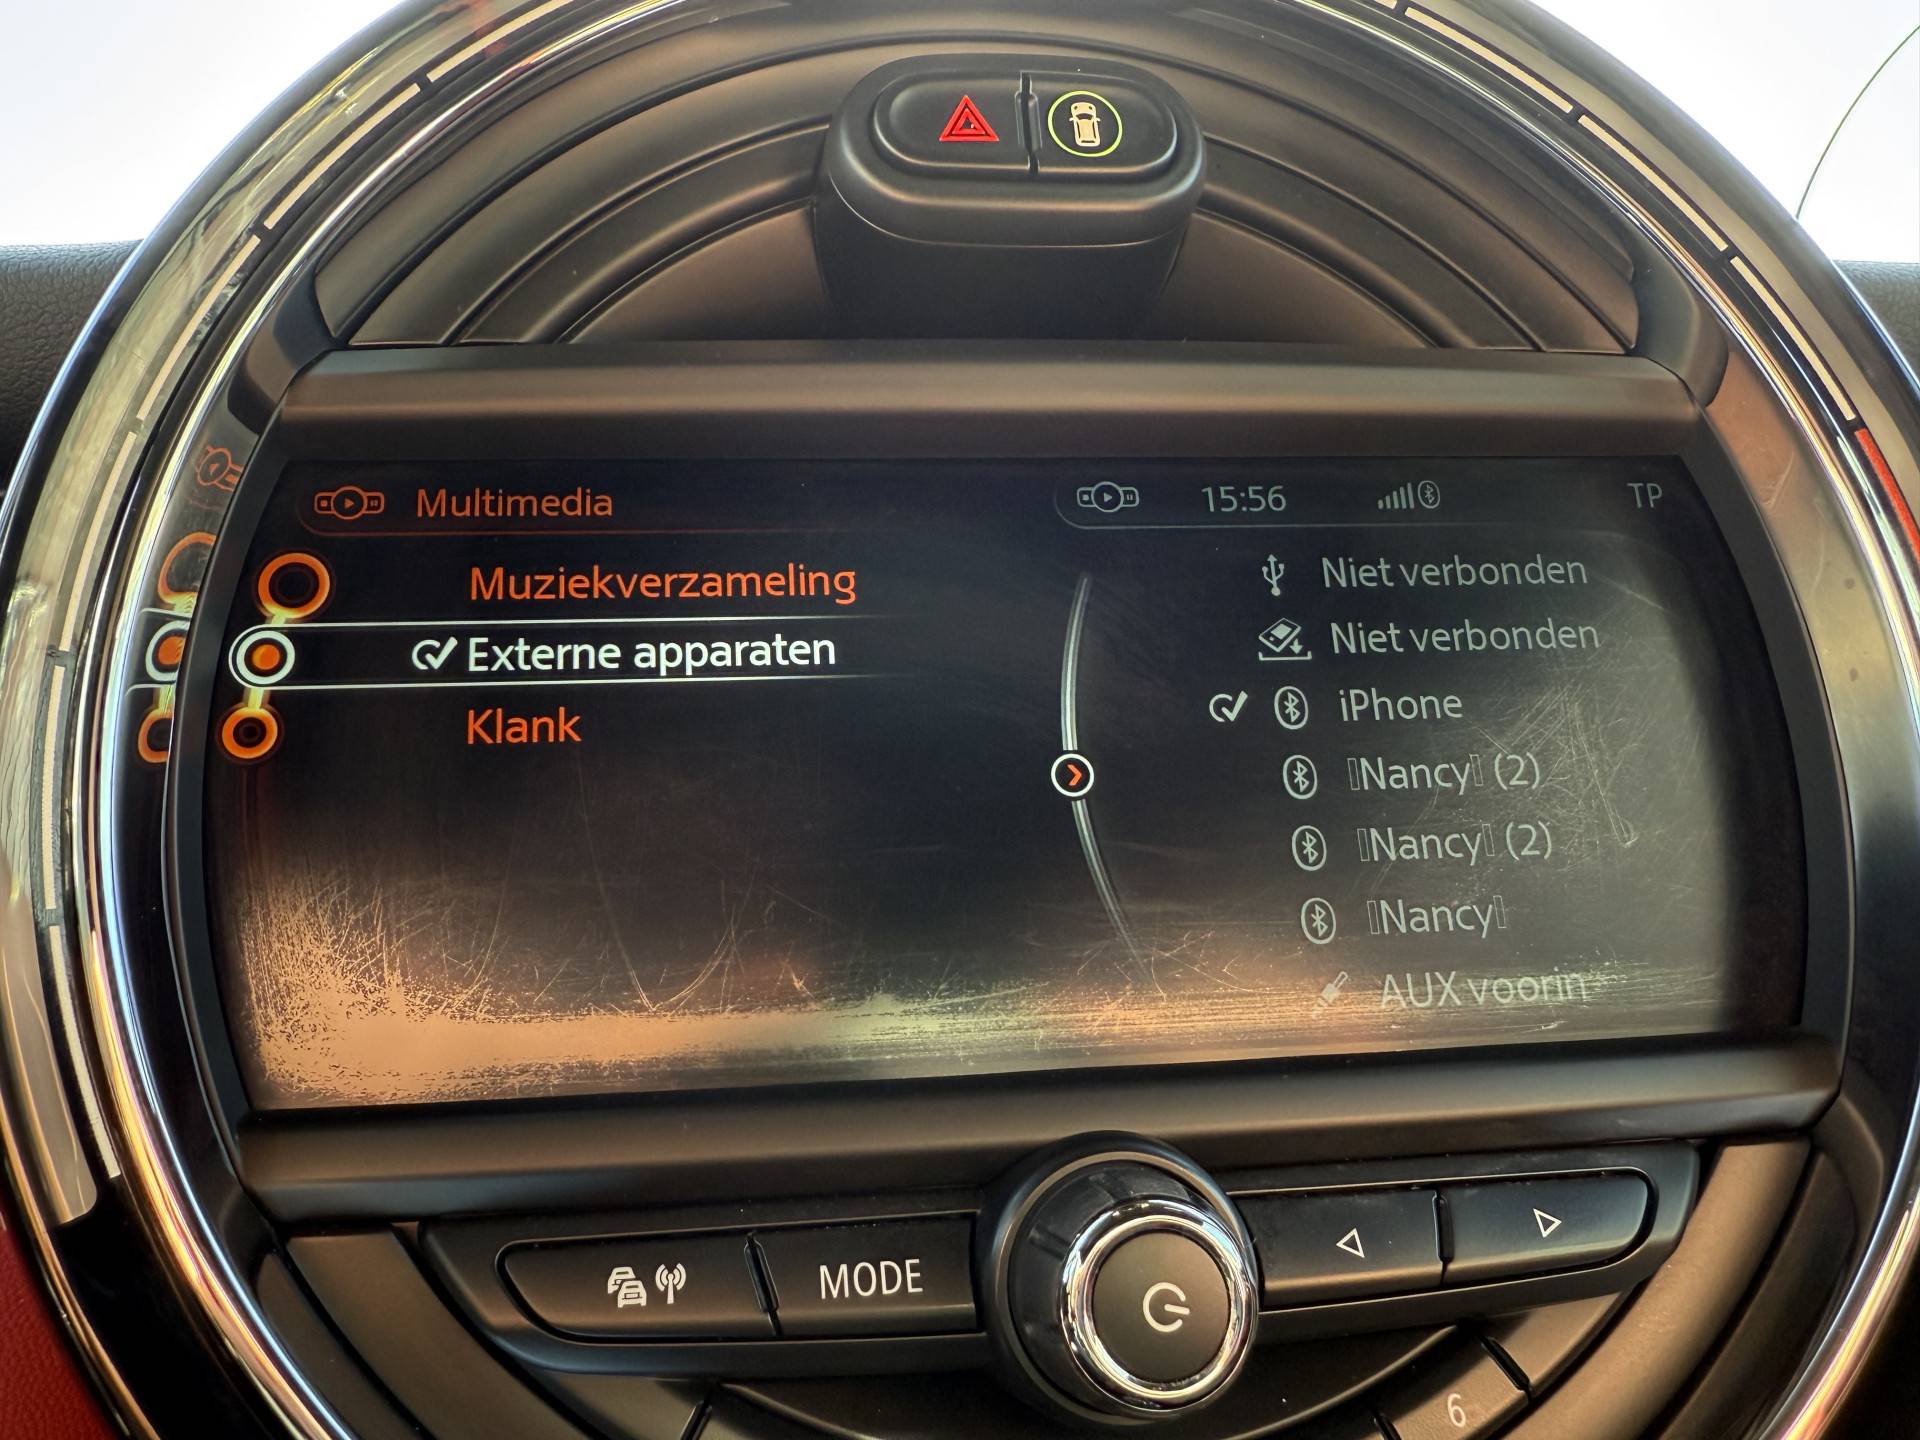 Multimedia
Muziekverzameling
Externe apparaten
Klank
15:56
TP
Niet verbonden
Niet verbonden
iPhone
Nancy (2)
Nancy (2)
Nancy
AUX voorin
MODE
6